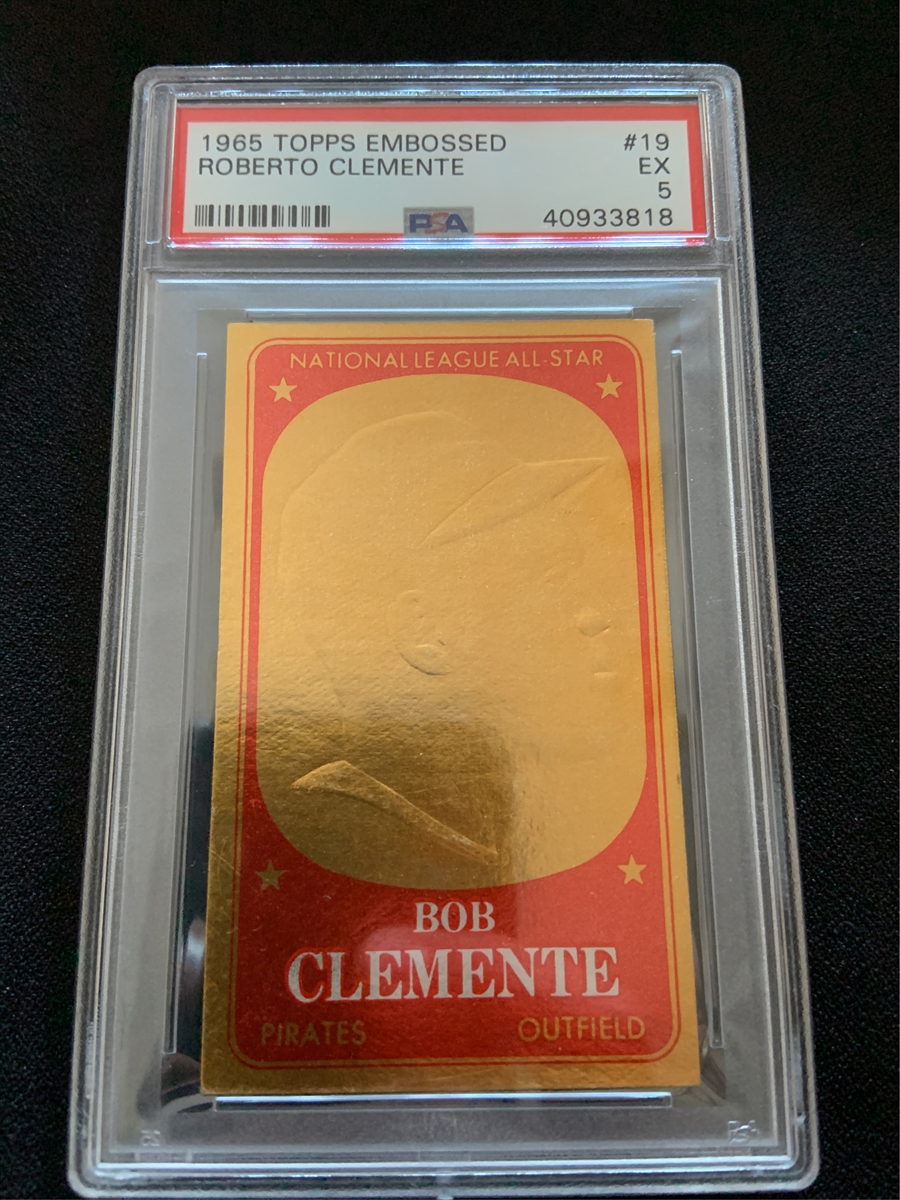 1965 TOPPS EMBOSSED #19
ROBERTO CLEMENTE EX
5
PSA 40933818
NATIONAL LEAGUE ALL-STAR
BOB
CLEMENTE
PIRATES OUTFIELD